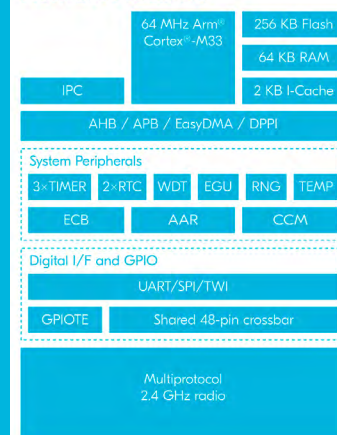 64 MHz Arm®
Cortex®-M33
256 KB Flash
64 KB RAM
IPC
2 KB I-Cache
AHB / APB / EasyDMA / DPPI
System Peripherals
3×TIMER
2×RTC
WDT
EGU
RNG
TEMP
ECB
AAR
CCM
Digital I/F and GPIO
UART/SPI/TWI
GPIOTE
Shared 48-pin crossbar
Multiprotocol
2.4 GHz radio